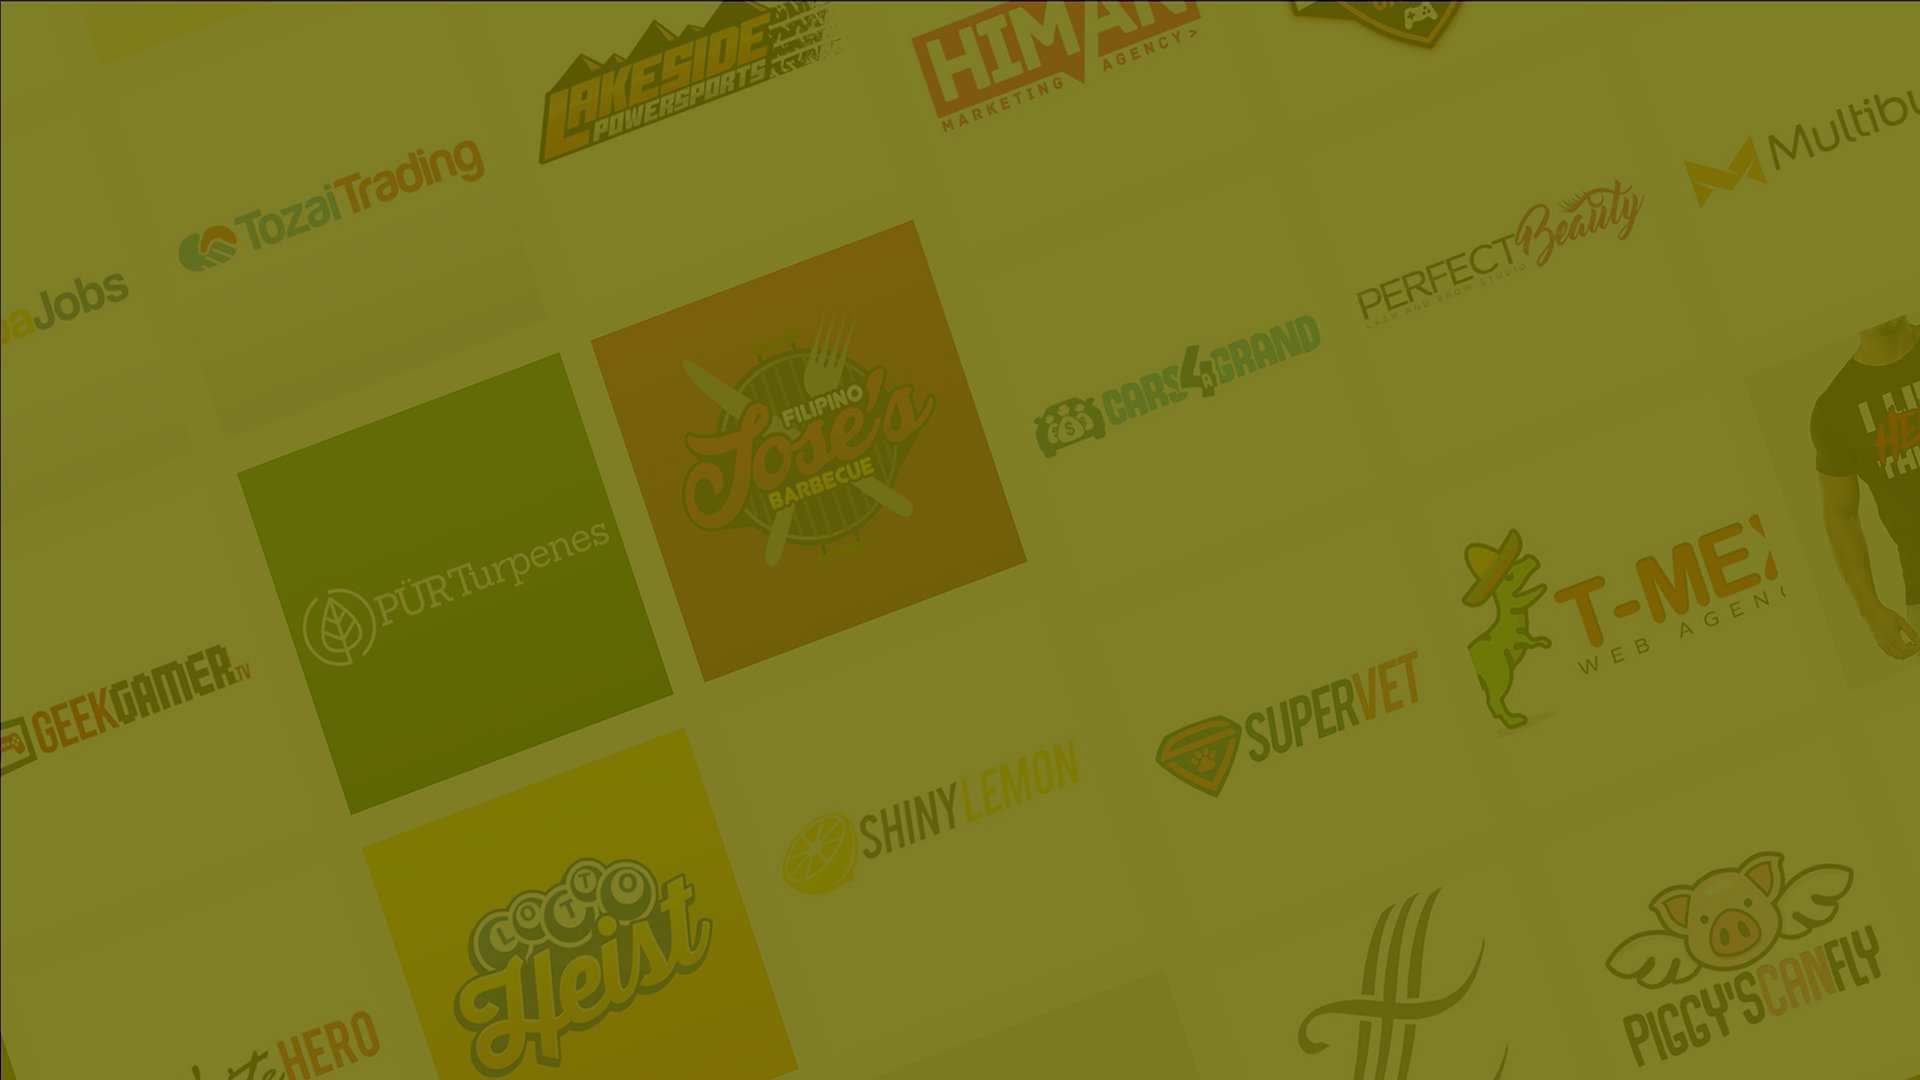 LAKESIDE
POWERSPORTS
HIMAN
MARKETING AGENCY >
TozaiTrading
Multibu
PERFECT Beauty
LASH AND BROW STUDIO
aJobs
FILIPINO
Jose's
BARBECUE
CARS4AGRAND
PÜRTurpenes
T-MEX
WEB AGENC
GEEKGAMER.TV
SUPERVET
SHINYLEMON
LOTTO
Heist
HERO
PIGGY'SCANFLY